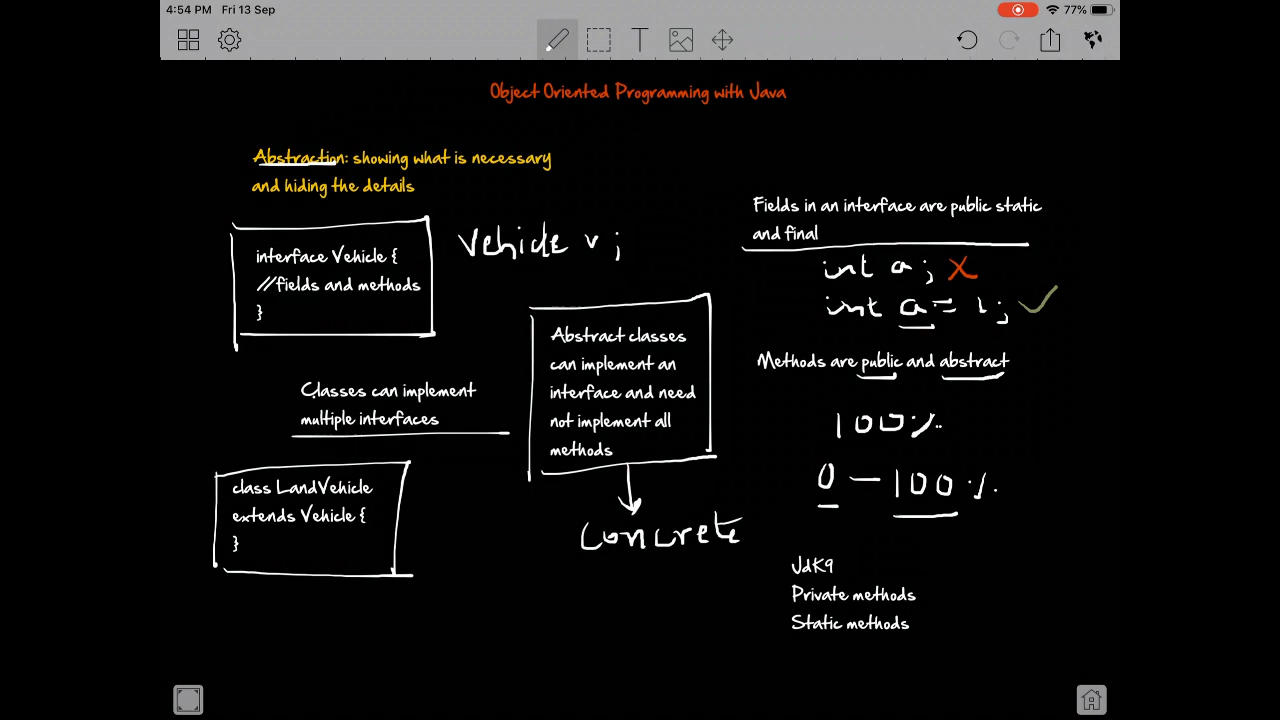 4:54 PM Fri 13 Sep
77%
Object Oriented Programming with Java
Abstraction: showing what is necessary
and hiding the details
interface Vehicle {
//fields and methods
}
Vehicle v ;
Classes can implement
multiple interfaces
class LandVehicle
extends Vehicle {
}
Abstract classes
can implement an
interface and need
not implement all
methods
Concrete
Fields in an interface are public static
and final
int a ; X
int a = 1 ; ✓
Methods are public and abstract
100%.
0 — 100%.
JdK9
Private methods
Static methods